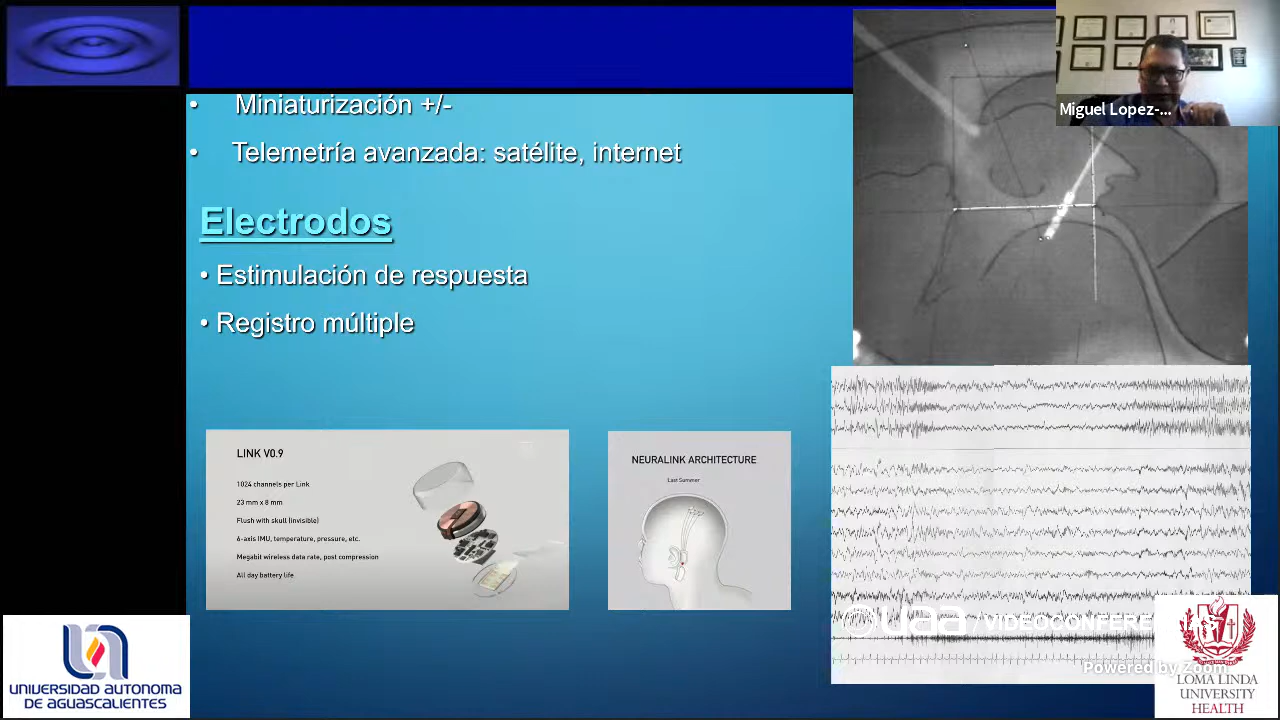 • Miniaturización +/-
• Telemetría avanzada: satélite, internet
Electrodos
• Estimulación de respuesta
• Registro múltiple
LINK V0.9
1024 channels per Link
23 mm x 8 mm
Flush with skull (invisible)
6-axis IMU, temperature, pressure, etc.
Megabit wireless data rate, post compression
All day battery life
NEURALINK ARCHITECTURE
Last Summer
Miguel Lopez-...
uaa /VIDEOCONFERENCIAS
Powered by Zoom
UNIVERSIDAD AUTONOMA
DE AGUASCALIENTES
LOMA LINDA
UNIVERSITY
HEALTH